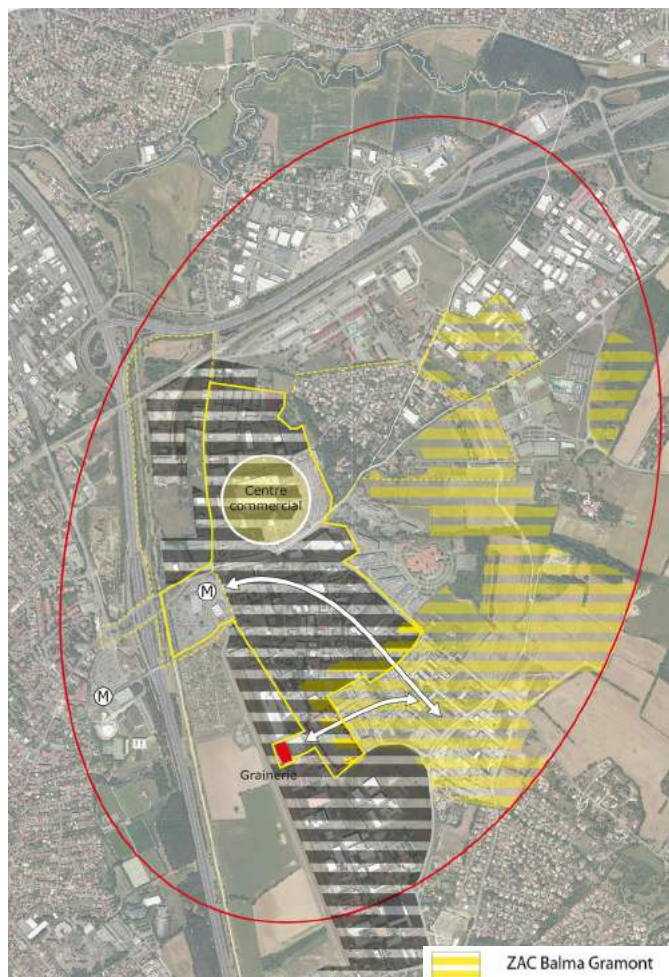 Centre
commercial
M
M
Grainerie
ZAC Balma Gramont